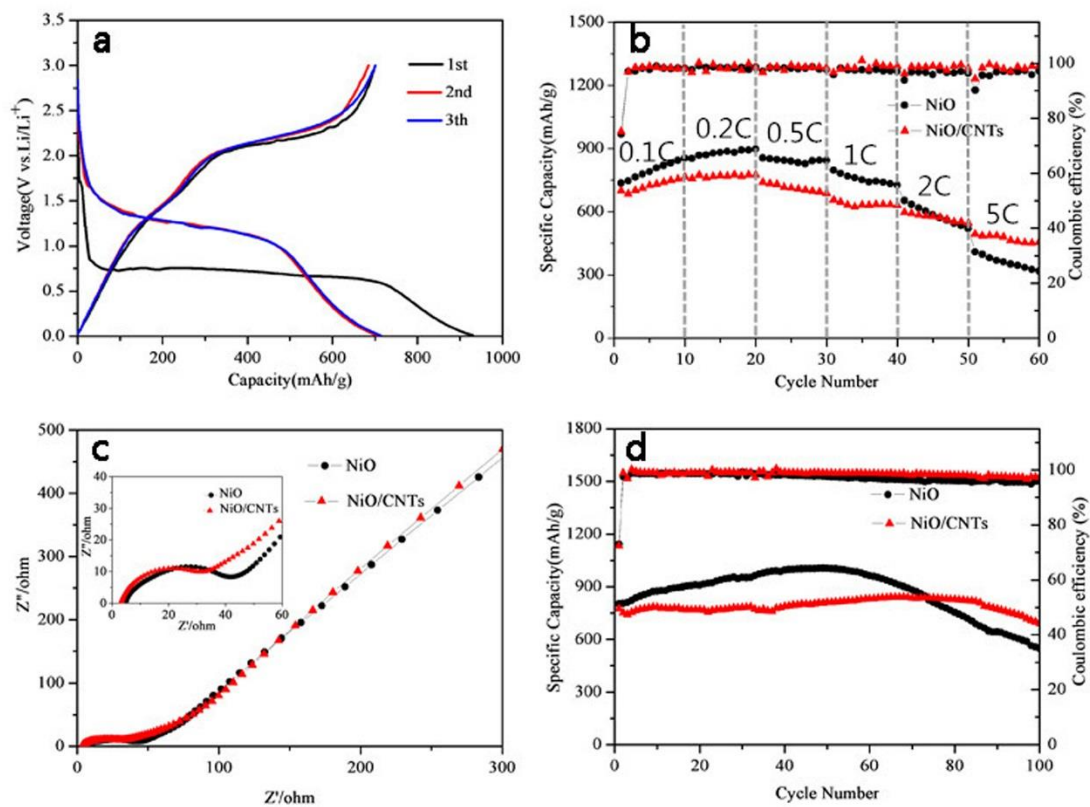 a
3.5
3.0
2.5
2.0
1.5
1.0
0.5
0.0
Voltage(V vs.Li/Li+)
1st
2nd
3th
0 200 400 600 800 1000
Capacity(mAh/g)
b
1500
1200
900
600
300
0
Specific Capacity(mAh/g)
NiO
NiO/CNTs
0.1C 0.2C 0.5C 1C 2C 5C
100
80
60
40
20
0
Coulombic efficiency (%)
0 10 20 30 40 50 60
Cycle Number
c
500
400
300
200
100
0
Z''/ohm
NiO
NiO/CNTs
40
30
20
10
0
Z''/ohm
NiO
NiO/CNTs
0 20 40 60
Z'/ohm
0 100 200 300
Z'/ohm
d
1800
1500
1200
900
600
300
0
Specific Capacity(mAh/g)
NiO
NiO/CNTs
100
80
60
40
20
0
Coulombic efficiency (%)
0 20 40 60 80 100
Cycle Number